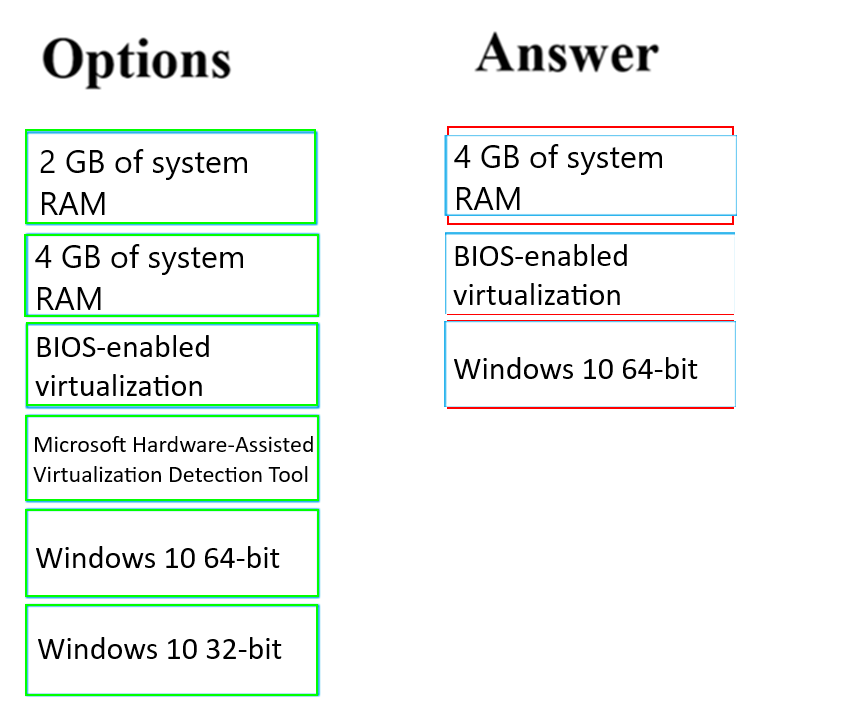 Options
2 GB of system
RAM
4 GB of system
RAM
BIOS-enabled
virtualization
Microsoft Hardware-Assisted
Virtualization Detection Tool
Windows 10 64-bit
Windows 10 32-bit
Answer
4 GB of system
RAM
BIOS-enabled
virtualization
Windows 10 64-bit